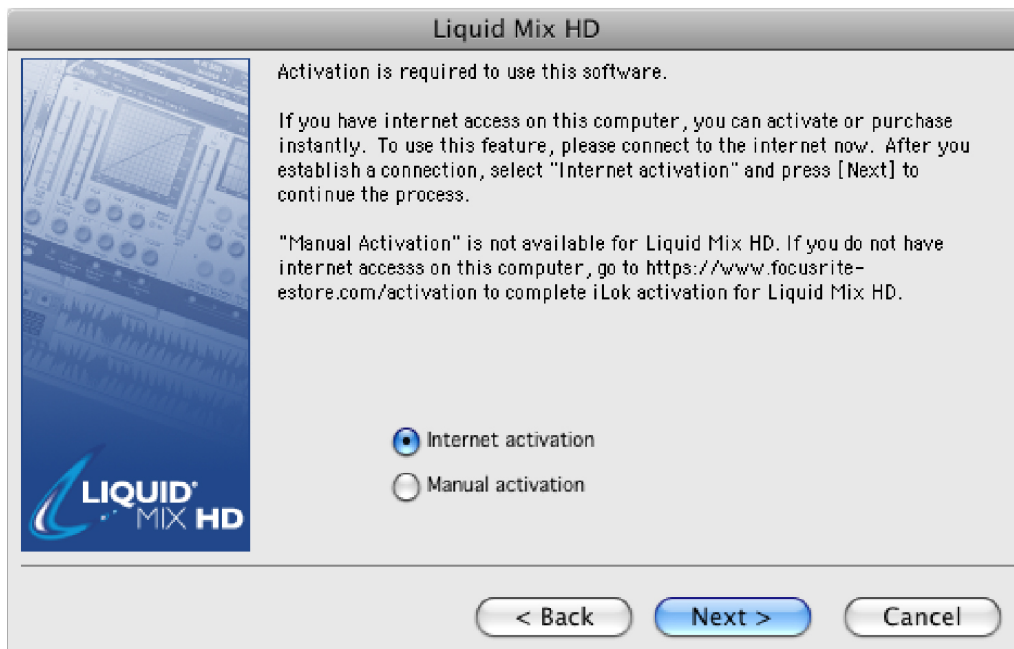 Liquid Mix HD
Activation is required to use this software.
If you have internet access on this computer, you can activate or purchase
instantly. To use this feature, please connect to the internet now. After you
establish a connection, select "Internet activation" and press [Next] to
continue the process.
"Manual Activation" is not available for Liquid Mix HD. If you do not have
internet accesss on this computer, go to https://www.focusrite-
estore.com/activation to complete iLok activation for Liquid Mix HD.
Internet activation
Manual activation
LIQUID
MIX HD
< Back
Next >
Cancel